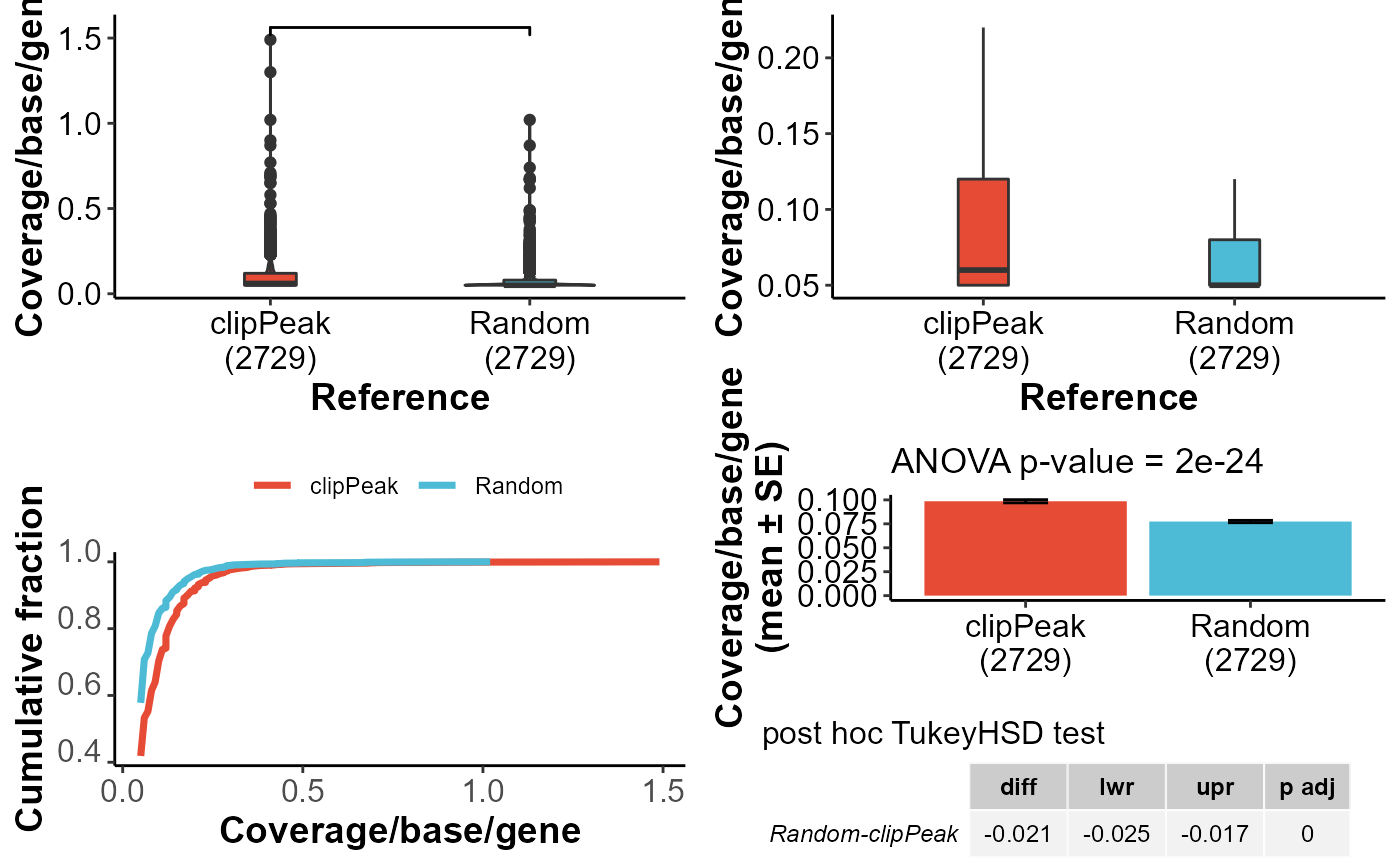 Coverage/base/gen
1.5
1.0
0.5
0.0
clipPeak
(2729)
Random
(2729)
Reference
Coverage/base/gen
0.20
0.15
0.10
0.05
clipPeak
(2729)
Random
(2729)
Reference
clipPeak
Random
Cumulative fraction
1.0
0.8
0.6
0.4
0.0
0.5
1.0
1.5
Coverage/base/gene
ANOVA p-value = 2e-24
Coverage/base/gene
(mean ± SE)
0.100
0.075
0.050
0.025
0.000
clipPeak
(2729)
Random
(2729)
post hoc TukeyHSD test
diff lwr upr p adj
Random-clipPeak -0.021 -0.025 -0.017 0